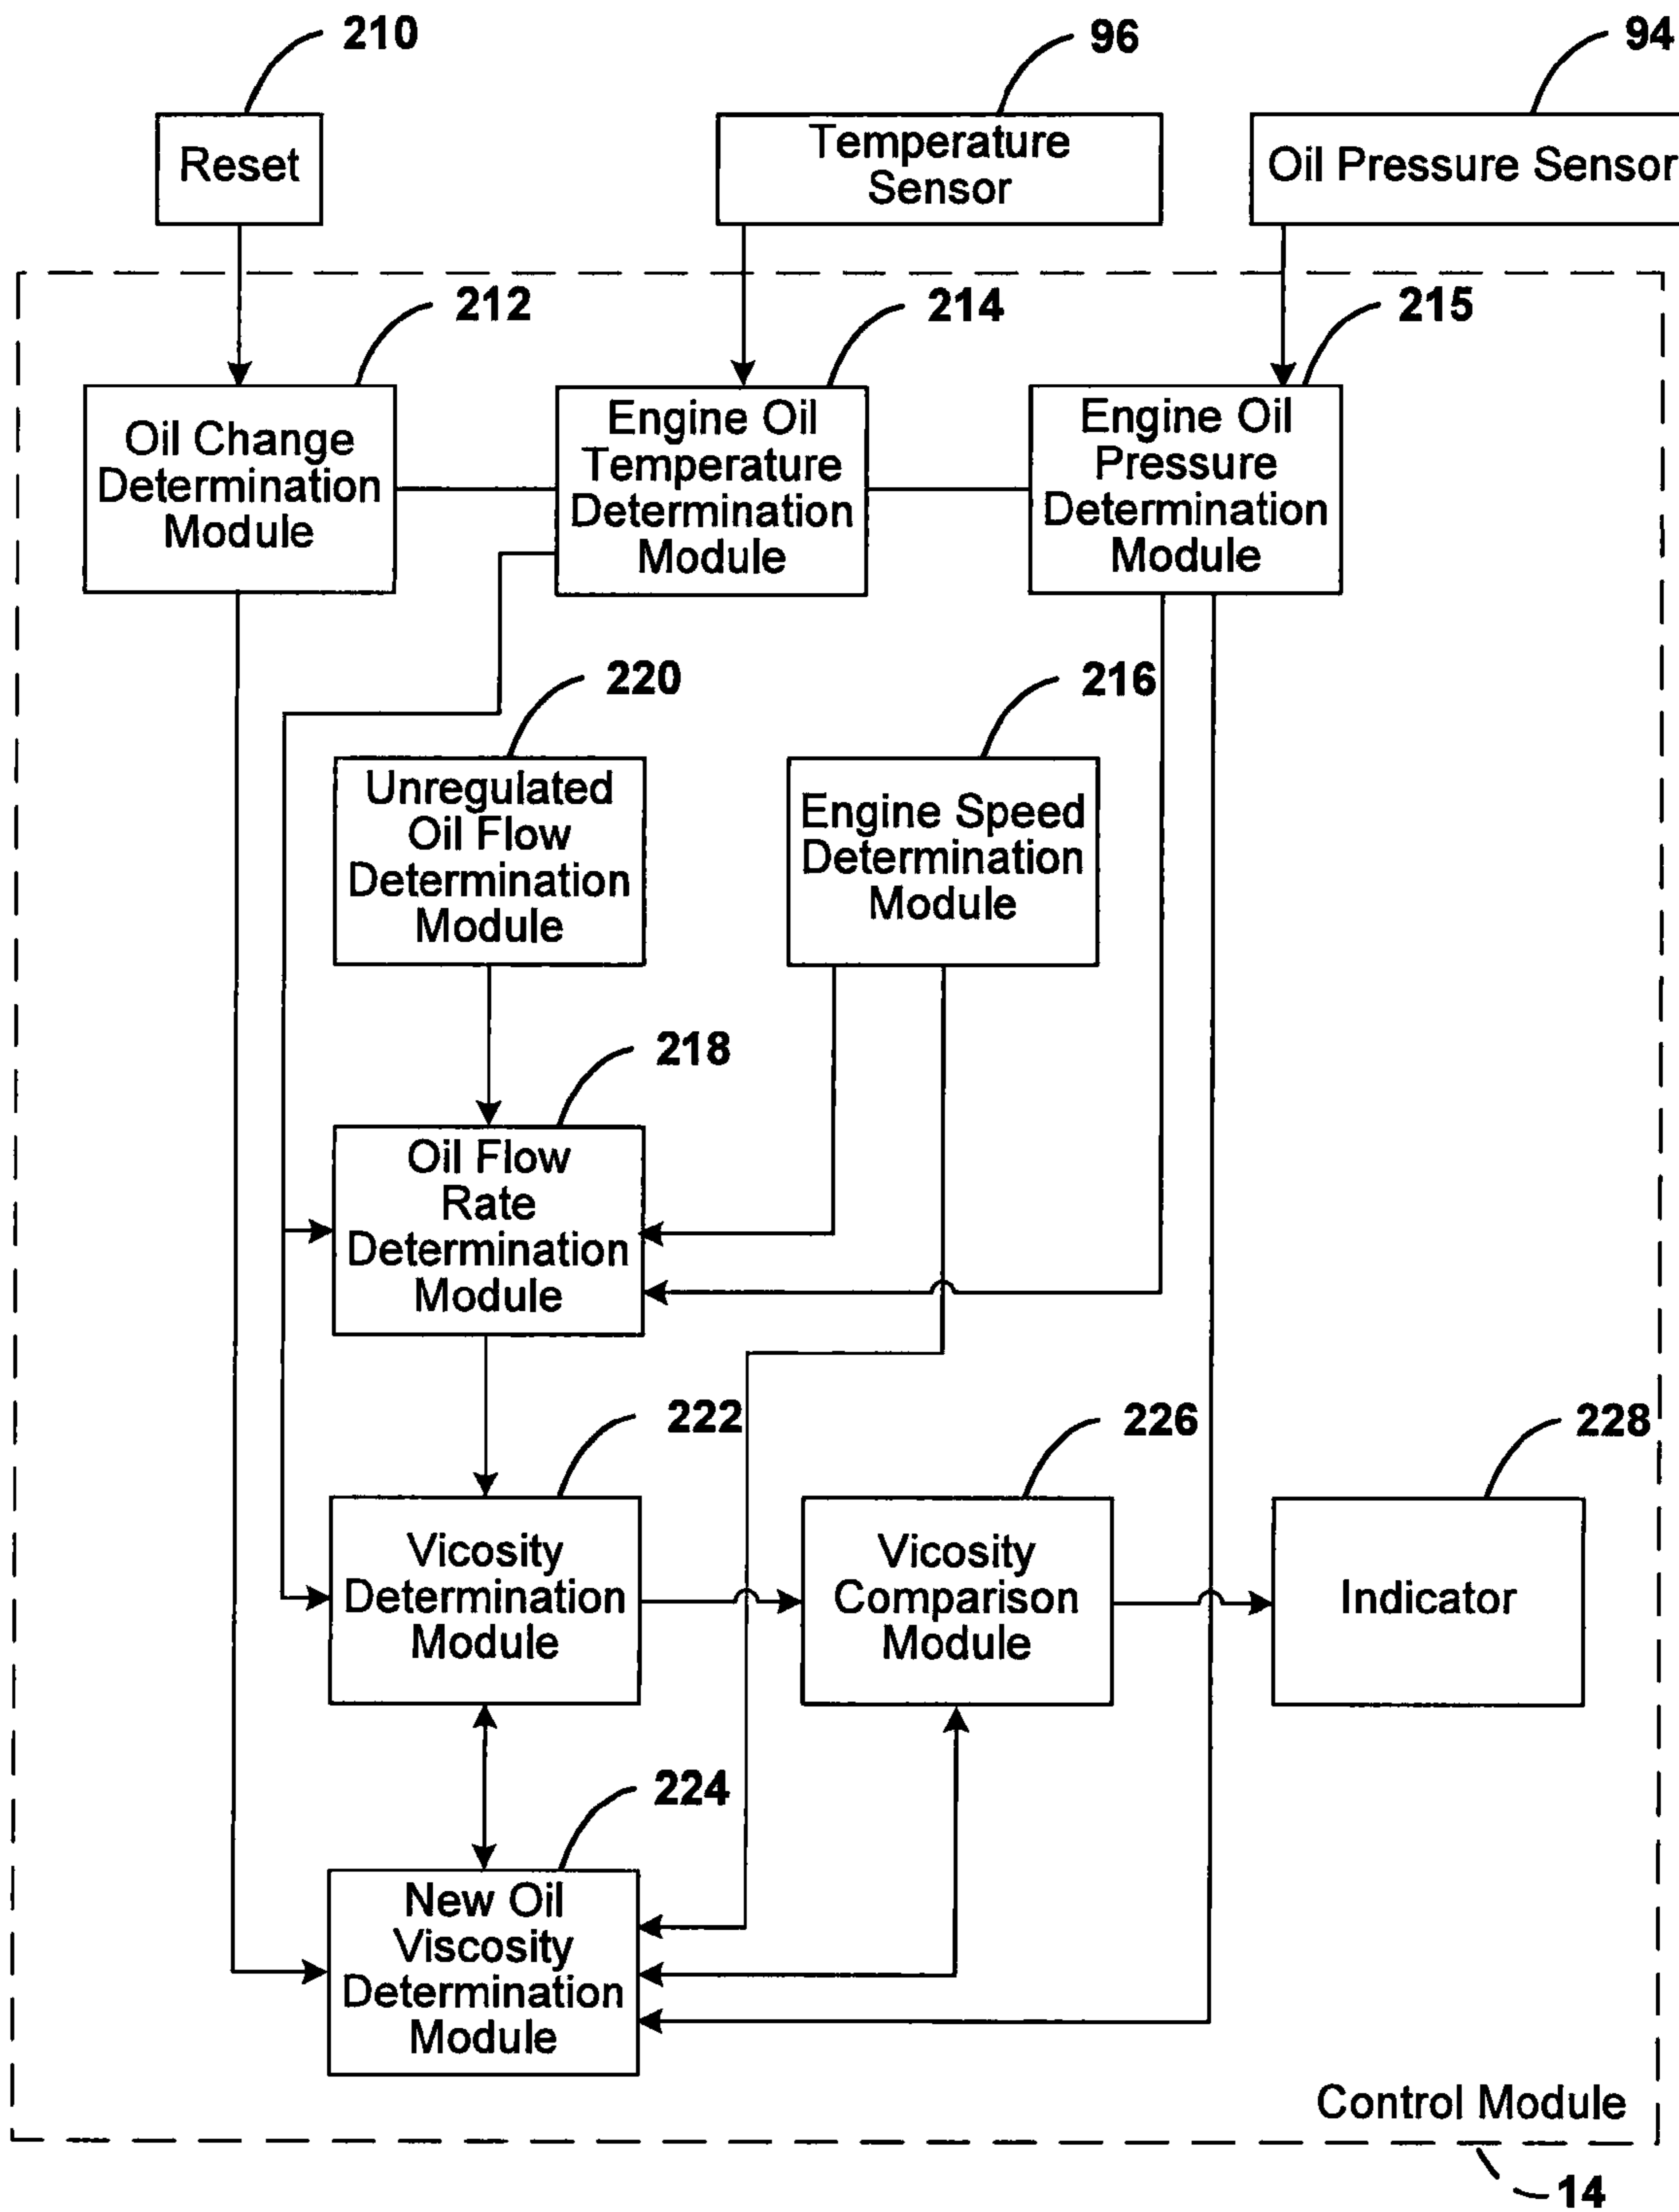 210
96
94
Reset
Temperature
Sensor
Oil Pressure Sensor
212
214
215
Oil Change
Determination
Module
Engine Oil
Temperature
Determination
Module
Engine Oil
Pressure
Determination
Module
220
216
Unregulated
Oil Flow
Determination
Module
Engine Speed
Determination
Module
218
Oil Flow
Rate
Determination
Module
222
226
228
Vicosity
Determination
Module
Vicosity
Comparison
Module
Indicator
224
New Oil
Viscosity
Determination
Module
Control Module
14